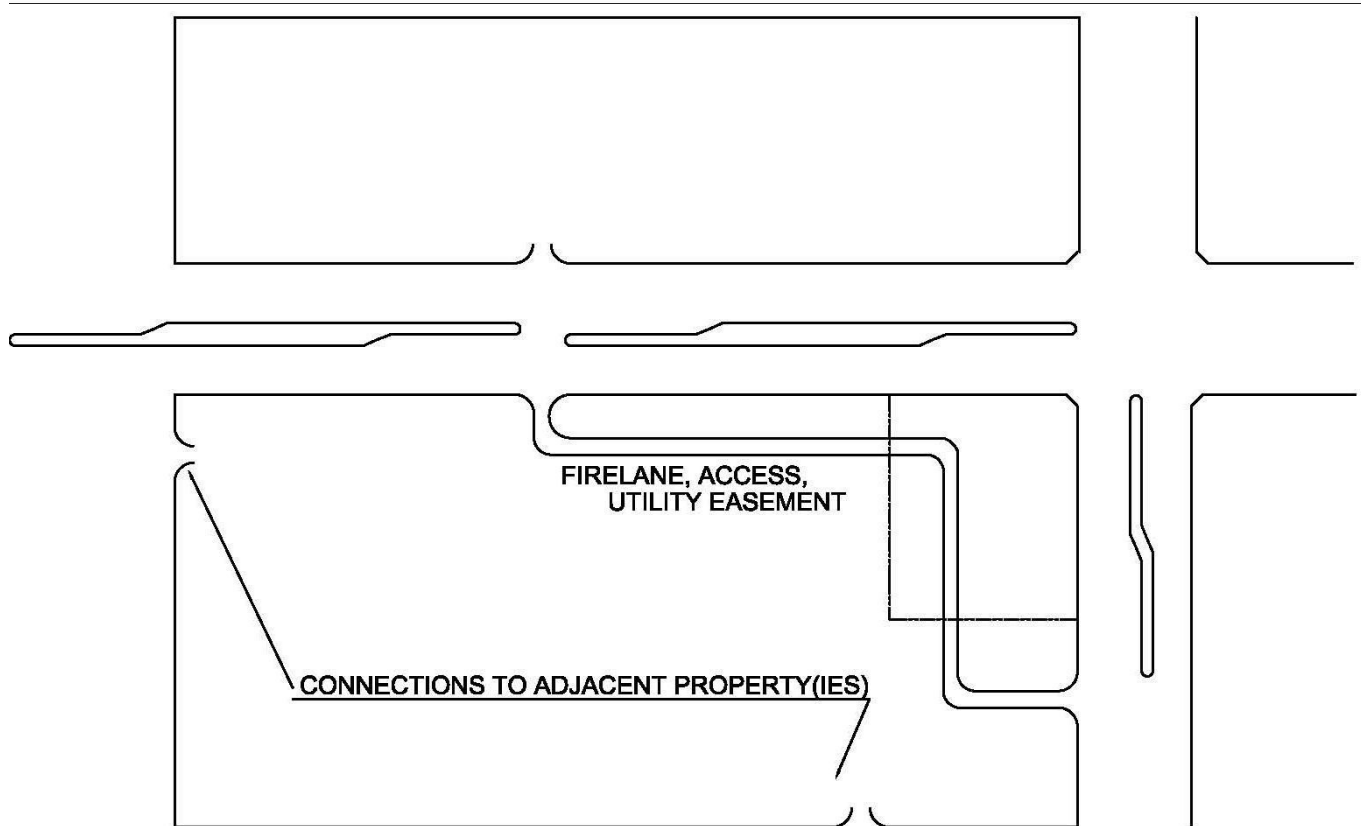 FIRELANE, ACCESS,
UTILITY EASEMENT
CONNECTIONS TO ADJACENT PROPERTY(IES)